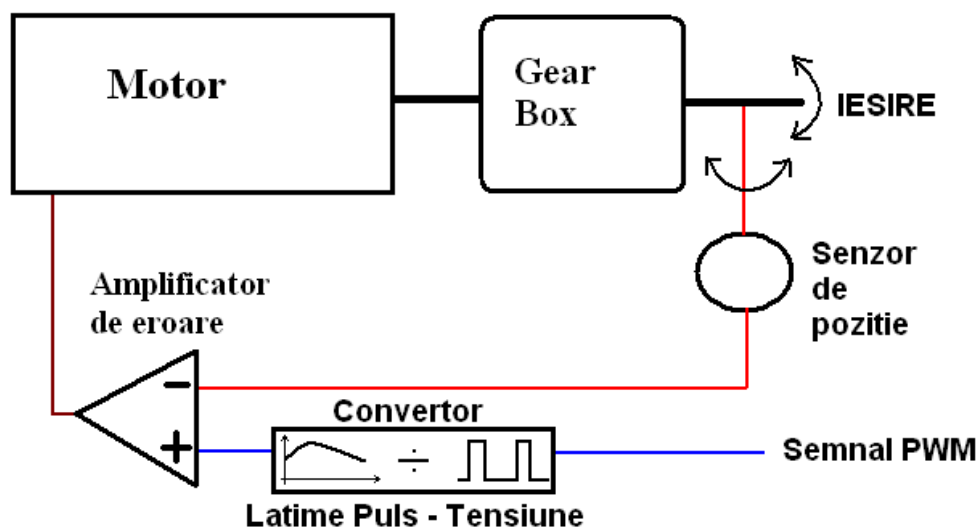 Motor
Gear
Box
IESIRE
Senzor
de
pozitie
Amplificator
de eroare
−
+
Convertor
÷
Semnal PWM
Latime Puls - Tensiune